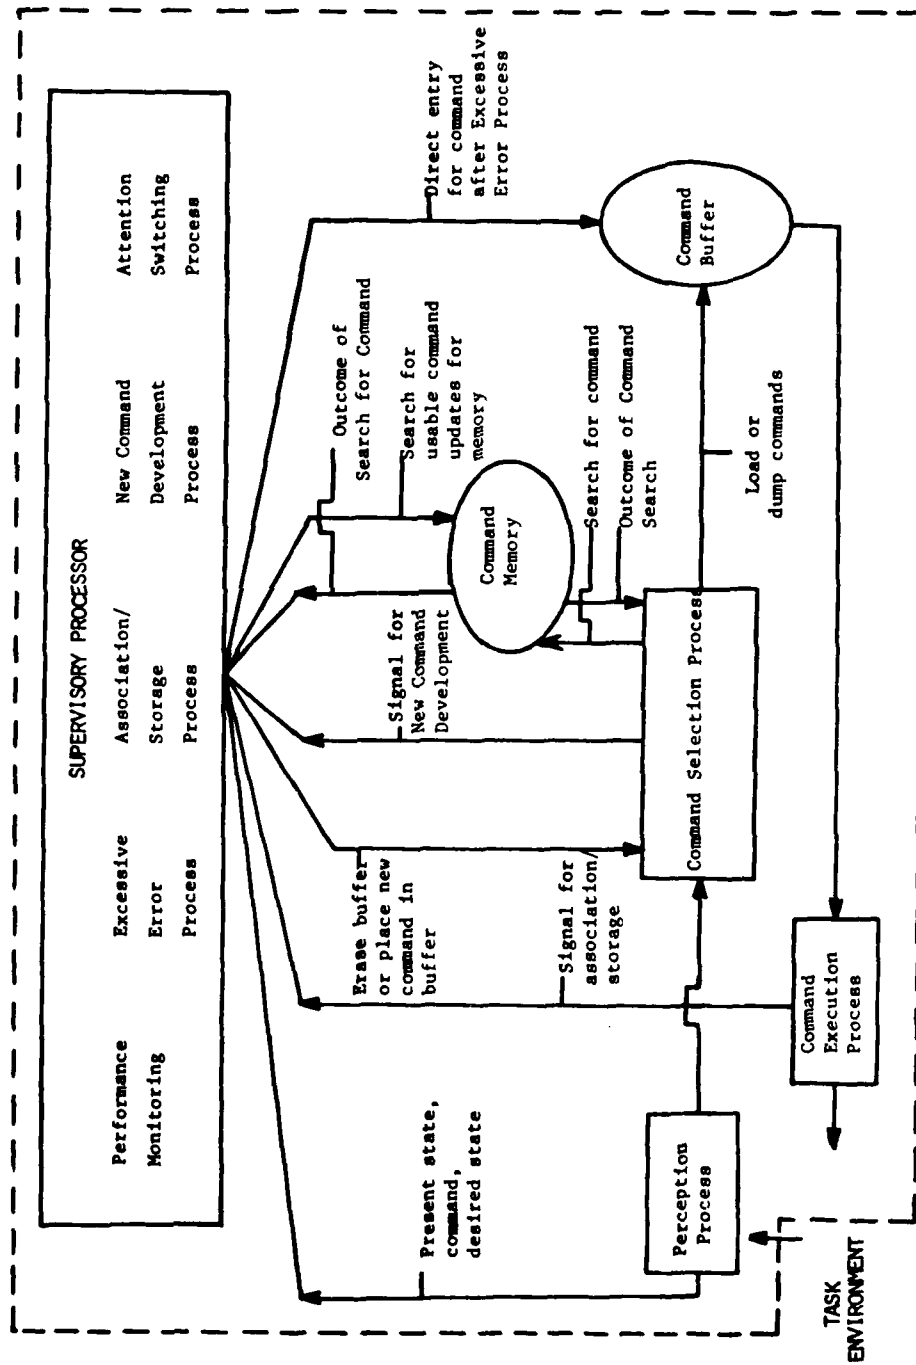 SUPERVISORY PROCESSOR
Performance
Monitoring
Excessive
Error
Process
Association/
Storage
Process
New Command
Development
Process
Attention
Switching
Process
Present state,
command,
desired state
Erase buffer
or place new
command in
buffer
Signal for
association/
storage
Signal for
New Command
Development
Outcome of
Search for Command
Search for
usable command
updates for
memory
Direct entry
for command
after Excessive
Error Process
Command
Memory
Search for command
Outcome of Command
Search
Command
Buffer
Load or
dump commands
Command Selection Process
Perception
Process
Command
Execution
Process
TASK
ENVIRONMENT